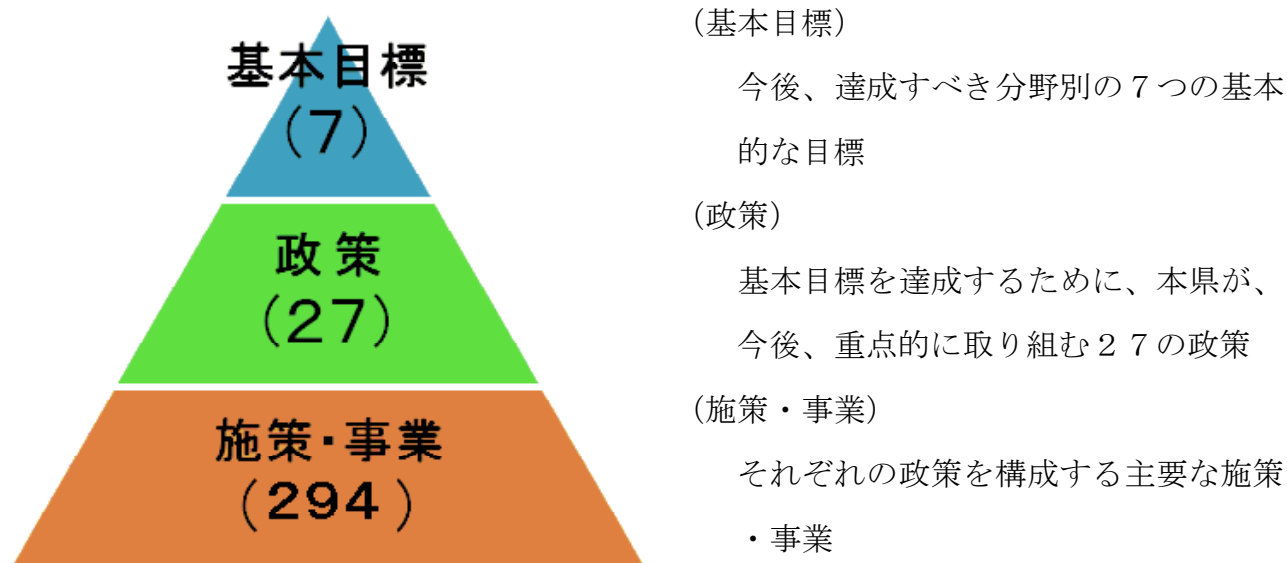 基本目標
(7)
政策
(27)
施策・事業
(294)
(基本目標)
今後、達成すべき分野別の７つの基本
的な目標
(政策)
基本目標を達成するために、本県が、
今後、重点的に取り組む２７の政策
(施策・事業)
それぞれの政策を構成する主要な施策
・事業